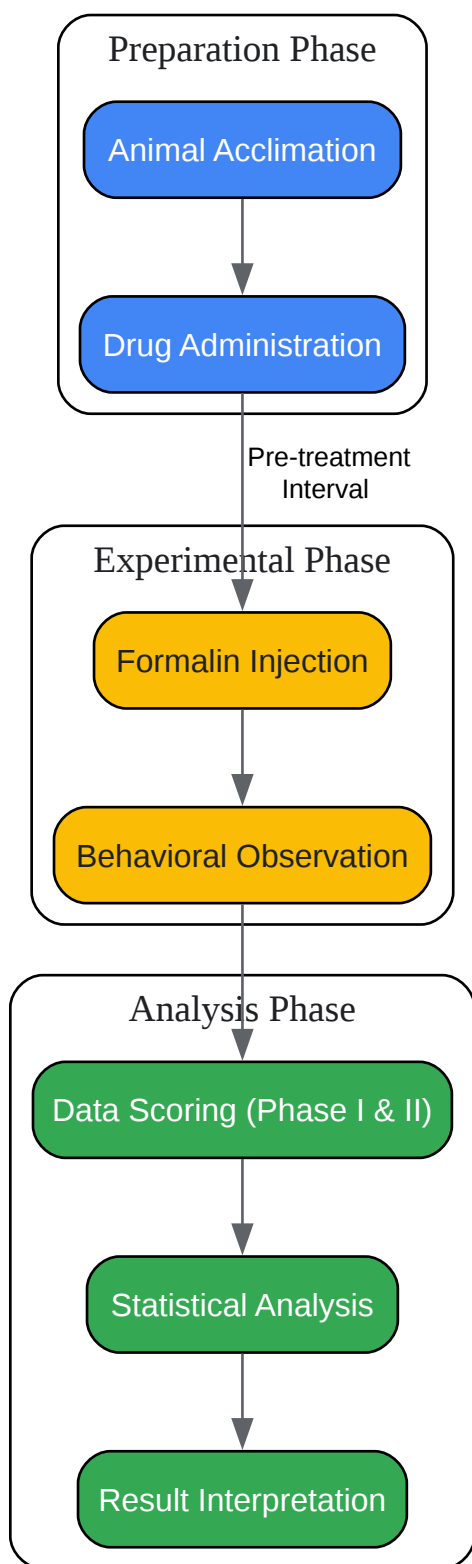 Preparation Phase
Animal Acclimation
Drug Administration
Pre-treatment
Interval
Experimental Phase
Formalin Injection
Behavioral Observation
Analysis Phase
Data Scoring (Phase I & II)
Statistical Analysis
Result Interpretation